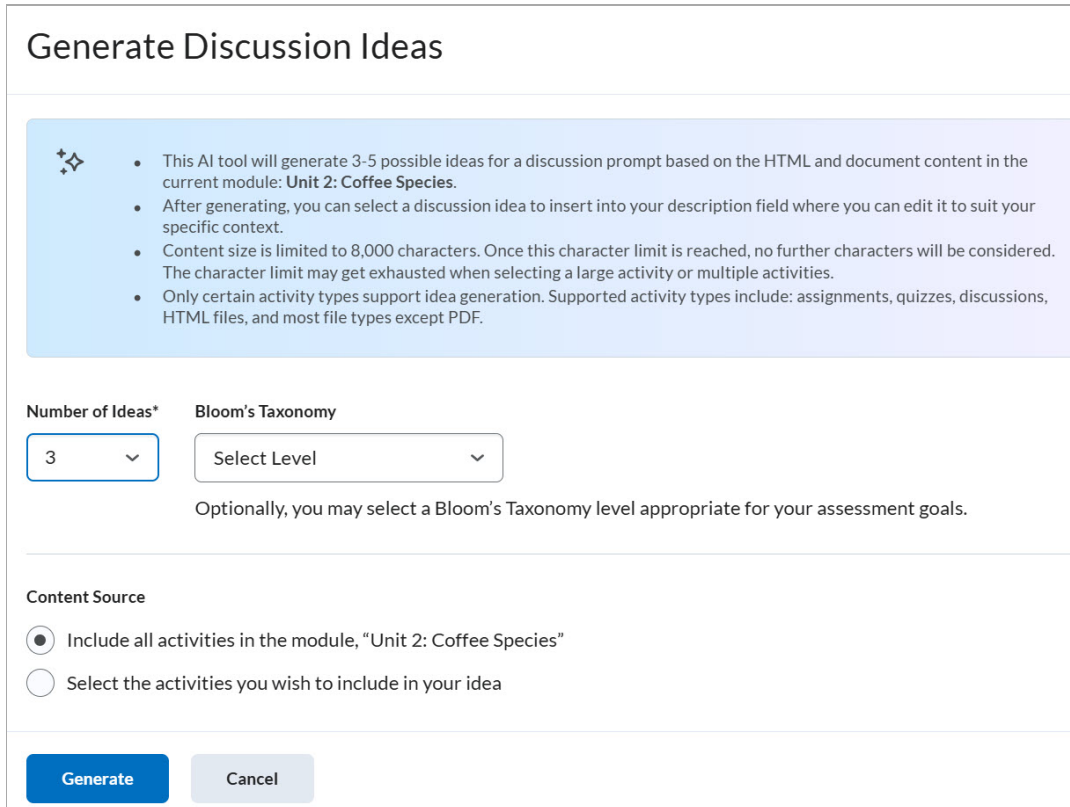 Generate Discussion Ideas
• This AI tool will generate 3-5 possible ideas for a discussion prompt based on the HTML and document content in the
current module: Unit 2: Coffee Species.
• After generating, you can select a discussion idea to insert into your description field where you can edit it to suit your
specific context.
• Content size is limited to 8,000 characters. Once this character limit is reached, no further characters will be considered.
The character limit may get exhausted when selecting a large activity or multiple activities.
• Only certain activity types support idea generation. Supported activity types include: assignments, quizzes, discussions,
HTML files, and most file types except PDF.
Number of Ideas* Bloom's Taxonomy
3 Select Level
Optionally, you may select a Bloom's Taxonomy level appropriate for your assessment goals.
Content Source
Include all activities in the module, “Unit 2: Coffee Species”
Select the activities you wish to include in your idea
Generate Cancel